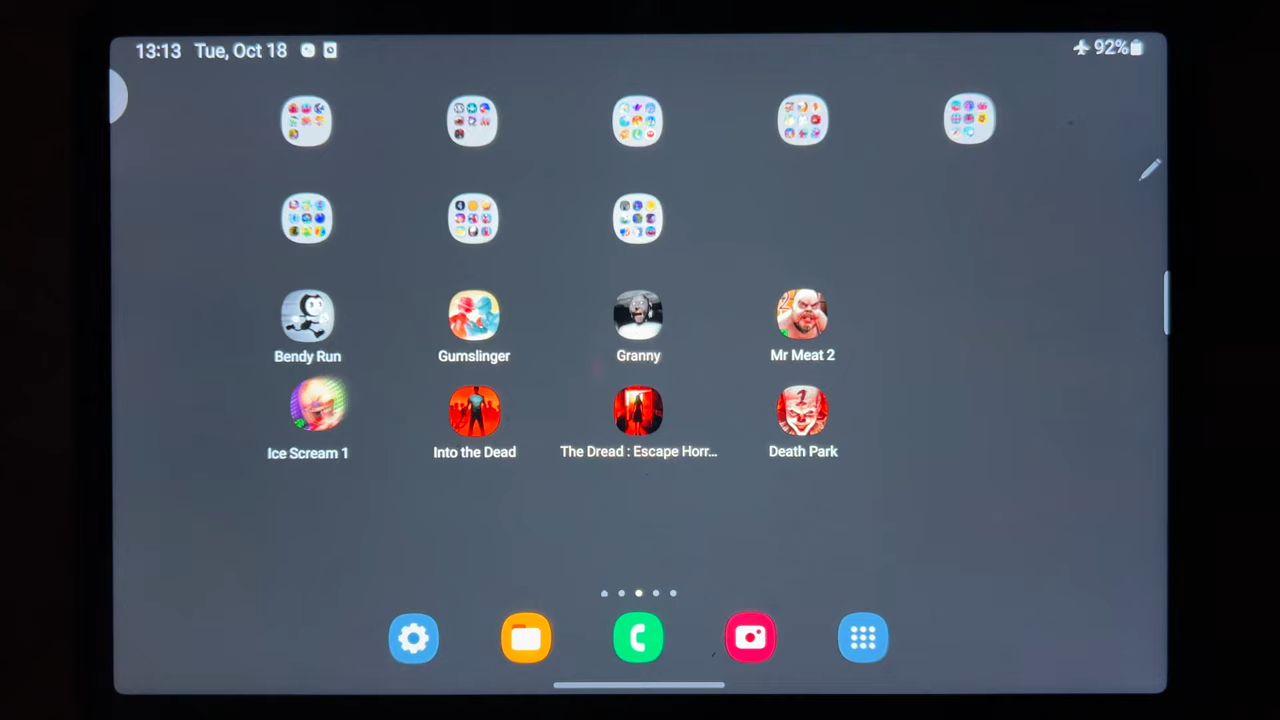 13:13 Tue, Oct 18
92%
Bendy Run
Gumslinger
Granny
Mr Meat 2
Ice Scream 1
Into the Dead
The Dread : Escape Horr...
Death Park